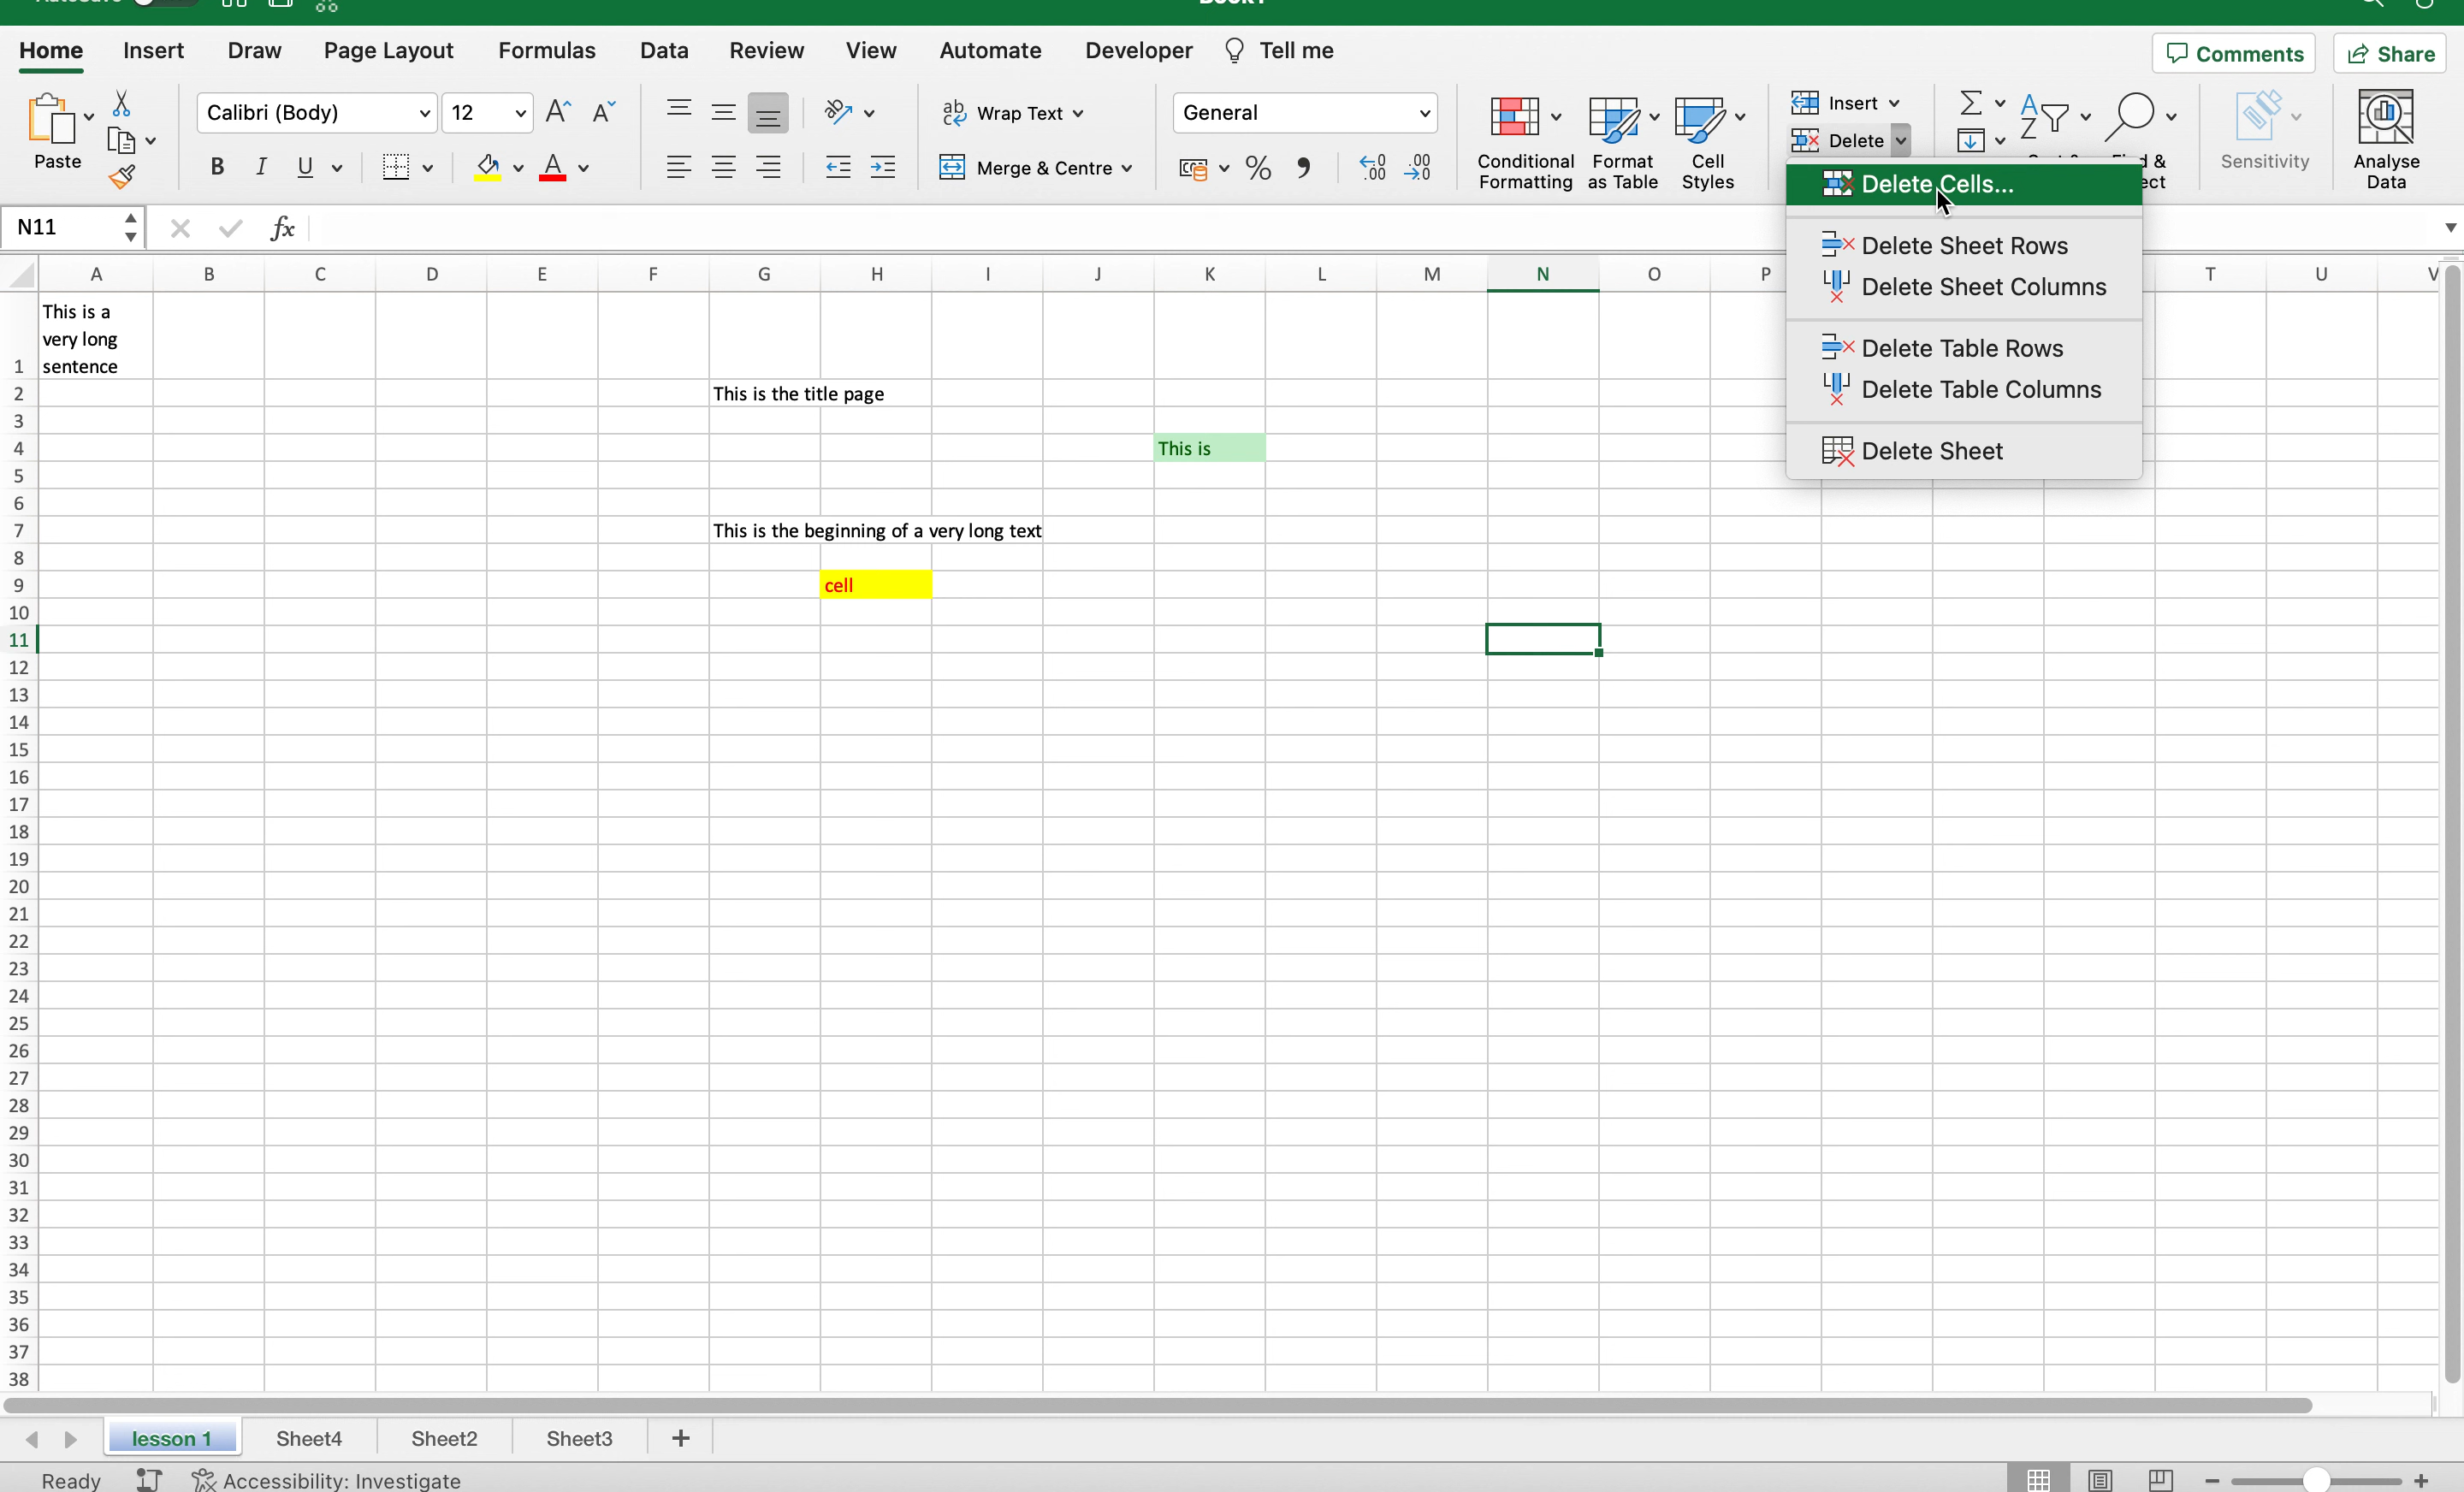 Home Insert Draw Page Layout Formulas Data Review View Automate Developer Tell me Comments Share
Paste
Calibri (Body) 12
B I U
Wrap Text
Merge & Centre
General
Conditional
Formatting
Format
as Table
Cell
Styles
Insert
Delete
Sensitivity
Analyse
Data
Delete Cells...
Delete Sheet Rows
Delete Sheet Columns
Delete Table Rows
Delete Table Columns
Delete Sheet
N11 fx
A B C D E F G H I J K L M N O P T U V
This is a
very long
1 sentence
2 This is the title page
3
4 This is
5
6
7 This is the beginning of a very long text
8
9 cell
10
11
12
13
14
15
16
17
18
19
20
21
22
23
24
25
26
27
28
29
30
31
32
33
34
35
36
37
38
lesson 1 Sheet4 Sheet2 Sheet3 +
Ready Accessibility: Investigate